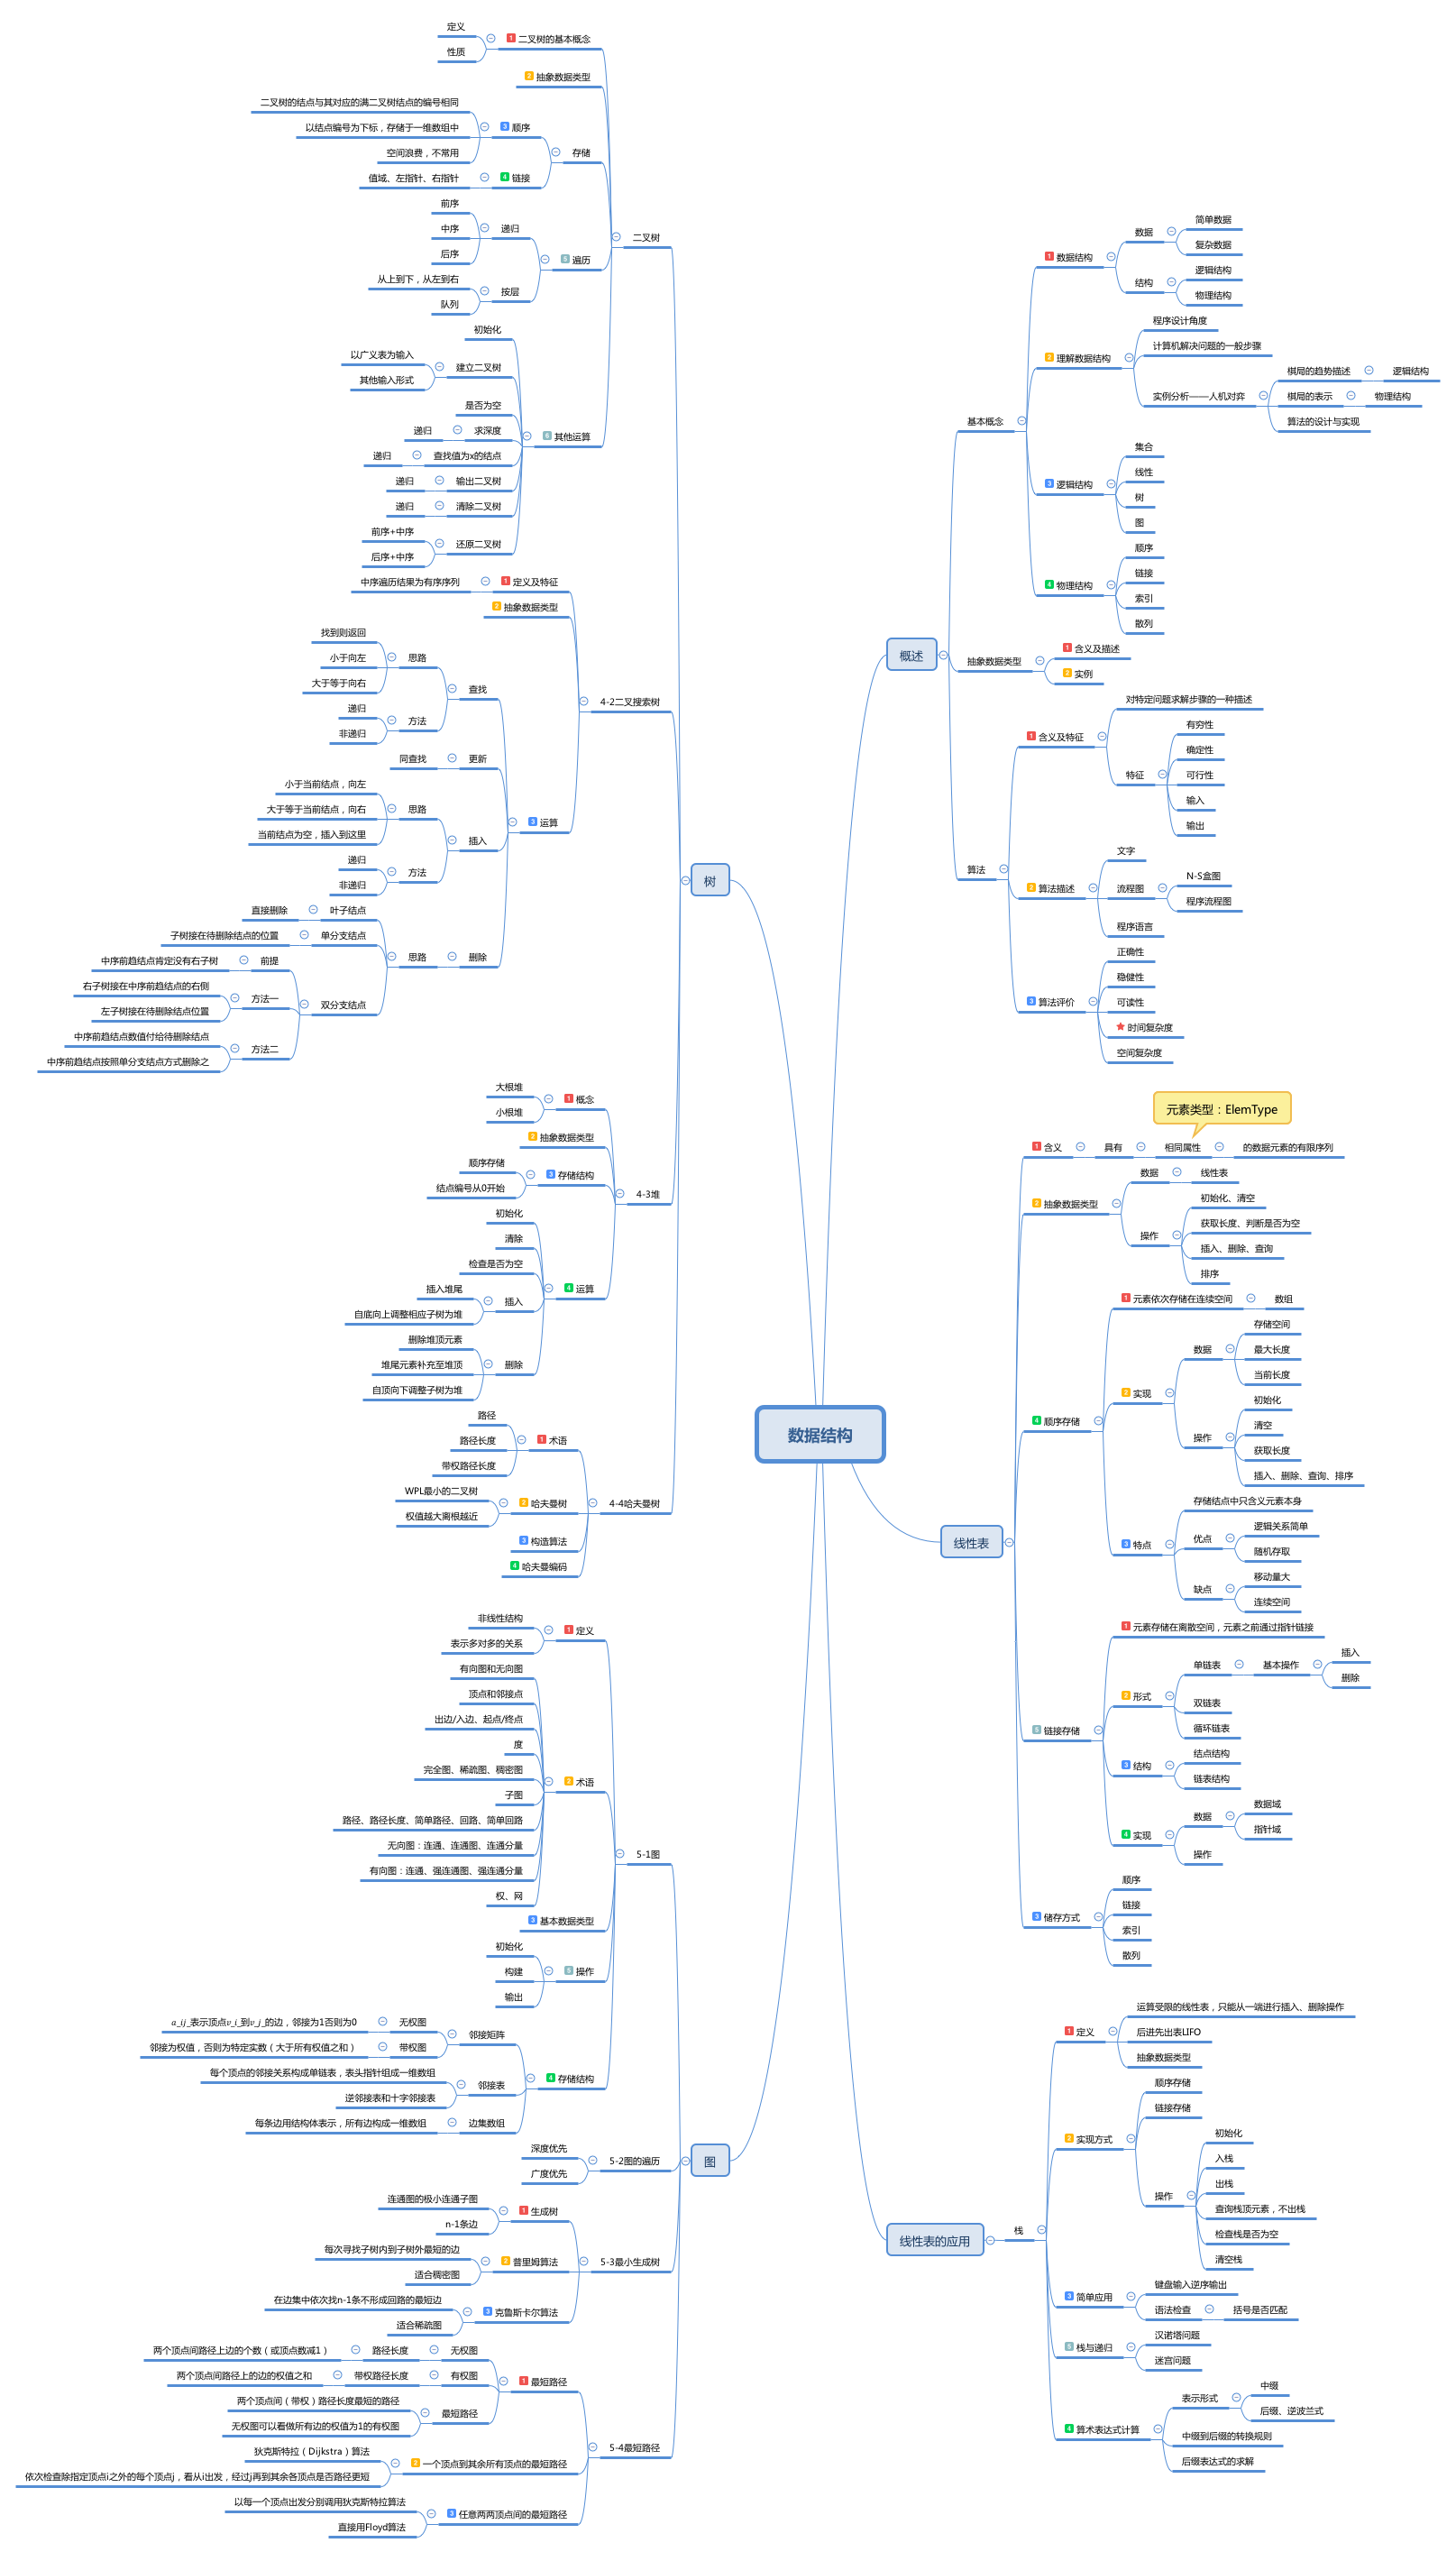 数据结构
概述
基本概念
1 数据结构
数据
简单数据
复杂数据
结构
逻辑结构
物理结构
2 理解数据结构
程序设计角度
计算机解决问题的一般步骤
实例分析——人机对弈
棋局的趋势描述
逻辑结构
棋局的表示
物理结构
算法的设计与实现
3 逻辑结构
集合
线性
树
图
4 物理结构
顺序
链接
索引
散列
抽象数据类型
1 含义及描述
2 实例
算法
1 含义及特征
对特定问题求解步骤的一种描述
特征
有穷性
确定性
可行性
输入
输出
2 算法描述
文字
流程图
N-S盒图
程序流程图
程序语言
3 算法评价
正确性
稳健性
可读性
时间复杂度
空间复杂度
线性表
元素类型：ElemType
1 含义
具有
相同属性
的数据元素的有限序列
2 抽象数据类型
数据
线性表
操作
初始化、清空
获取长度、判断是否为空
插入、删除、查询
排序
4 顺序存储
1 元素依次存储在连续空间
数组
2 实现
数据
存储空间
最大长度
当前长度
操作
初始化
清空
获取长度
插入、删除、查询、排序
3 特点
存储结点中只含义元素本身
优点
逻辑关系简单
随机存取
缺点
移动量大
连续空间
5 链接存储
1 元素存储在离散空间，元素之前通过指针链接
2 形式
单链表
基本操作
插入
删除
双链表
循环链表
3 结构
结点结构
链表结构
4 实现
数据
数据域
指针域
操作
3 储存方式
顺序
链接
索引
散列
线性表的应用
栈
1 定义
运算受限的线性表，只能从一端进行插入、删除操作
后进先出表LIFO
抽象数据类型
2 实现方式
顺序存储
链接存储
操作
初始化
入栈
出栈
查询栈顶元素，不出栈
检查栈是否为空
清空栈
3 简单应用
键盘输入逆序输出
语法检查
括号是否匹配
5 栈与递归
汉诺塔问题
迷宫问题
4 算术表达式计算
表示形式
中缀
后缀、逆波兰式
中缀到后缀的转换规则
后缀表达式的求解
树
二叉树
1 二叉树的基本概念
定义
性质
2 抽象数据类型
存储
3 顺序
二叉树的结点与其对应的满二叉树结点的编号相同
以结点编号为下标，存储于一维数组中
空间浪费，不常用
4 链接
值域、左指针、右指针
5 遍历
递归
前序
中序
后序
按层
从上到下，从左到右
队列
6 其他运算
初始化
建立二叉树
以广义表为输入
其他输入形式
是否为空
求深度
递归
查找值为x的结点
递归
输出二叉树
递归
清除二叉树
递归
还原二叉树
前序+中序
后序+中序
4-2二叉搜索树
1 定义及特征
中序遍历结果为有序序列
2 抽象数据类型
3 运算
查找
思路
找到则返回
小于向左
大于等于向右
方法
递归
非递归
更新
同查找
插入
思路
小于当前结点，向左
大于等于当前结点，向右
当前结点为空，插入到这里
方法
递归
非递归
删除
思路
叶子结点
直接删除
单分支结点
子树接在待删除结点的位置
双分支结点
前提
中序前趋结点肯定没有右子树
方法一
右子树接在中序前趋结点的右侧
左子树接在待删除结点位置
方法二
中序前趋结点数值付给待删除结点
中序前趋结点按照单分支结点方式删除之
4-3堆
1 概念
大根堆
小根堆
2 抽象数据类型
3 存储结构
顺序存储
结点编号从0开始
4 运算
初始化
清除
检查是否为空
插入
插入堆尾
自底向上调整相应子树为堆
删除
删除堆顶元素
堆尾元素补充至堆顶
自顶向下调整子树为堆
4-4哈夫曼树
1 术语
路径
路径长度
带权路径长度
2 哈夫曼树
WPL最小的二叉树
权值越大离根越近
3 构造算法
4 哈夫曼编码
图
5-1图
1 定义
非线性结构
表示多对多的关系
2 术语
有向图和无向图
顶点和邻接点
出边/入边、起点/终点
度
完全图、稀疏图、稠密图
子图
路径、路径长度、简单路径、回路、简单回路
无向图：连通、连通图、连通分量
有向图：连通、强连通图、强连通分量
权、网
3 基本数据类型
5 操作
初始化
构建
输出
4 存储结构
邻接矩阵
无权图
a_ij_表示顶点v_i_到v_j_的边，邻接为1否则为0
带权图
邻接为权值，否则为特定实数（大于所有权值之和）
邻接表
每个顶点的邻接关系构成单链表，表头指针组成一维数组
逆邻接表和十字邻接表
边集数组
每条边用结构体表示，所有边构成一维数组
5-2图的遍历
深度优先
广度优先
5-3最小生成树
1 生成树
连通图的极小连通子图
n-1条边
2 普里姆算法
每次寻找子树内到子树外最短的边
适合稠密图
3 克鲁斯卡尔算法
在边集中依次找n-1条不形成回路的最短边
适合稀疏图
5-4最短路径
1 最短路径
无权图
路径长度
两个顶点间路径上边的个数（或顶点数减1）
有权图
带权路径长度
两个顶点间路径上的边的权值之和
最短路径
两个顶点间（带权）路径长度最短的路径
无权图可以看做所有边的权值为1的有权图
2 一个顶点到其余所有顶点的最短路径
狄克斯特拉（Dijkstra）算法
依次检查除指定顶点i之外的每个顶点j，看从i出发，经过j再到其余各顶点是否路径更短
3 任意两两顶点间的最短路径
以每一个顶点出发分别调用狄克斯特拉算法
直接用Floyd算法